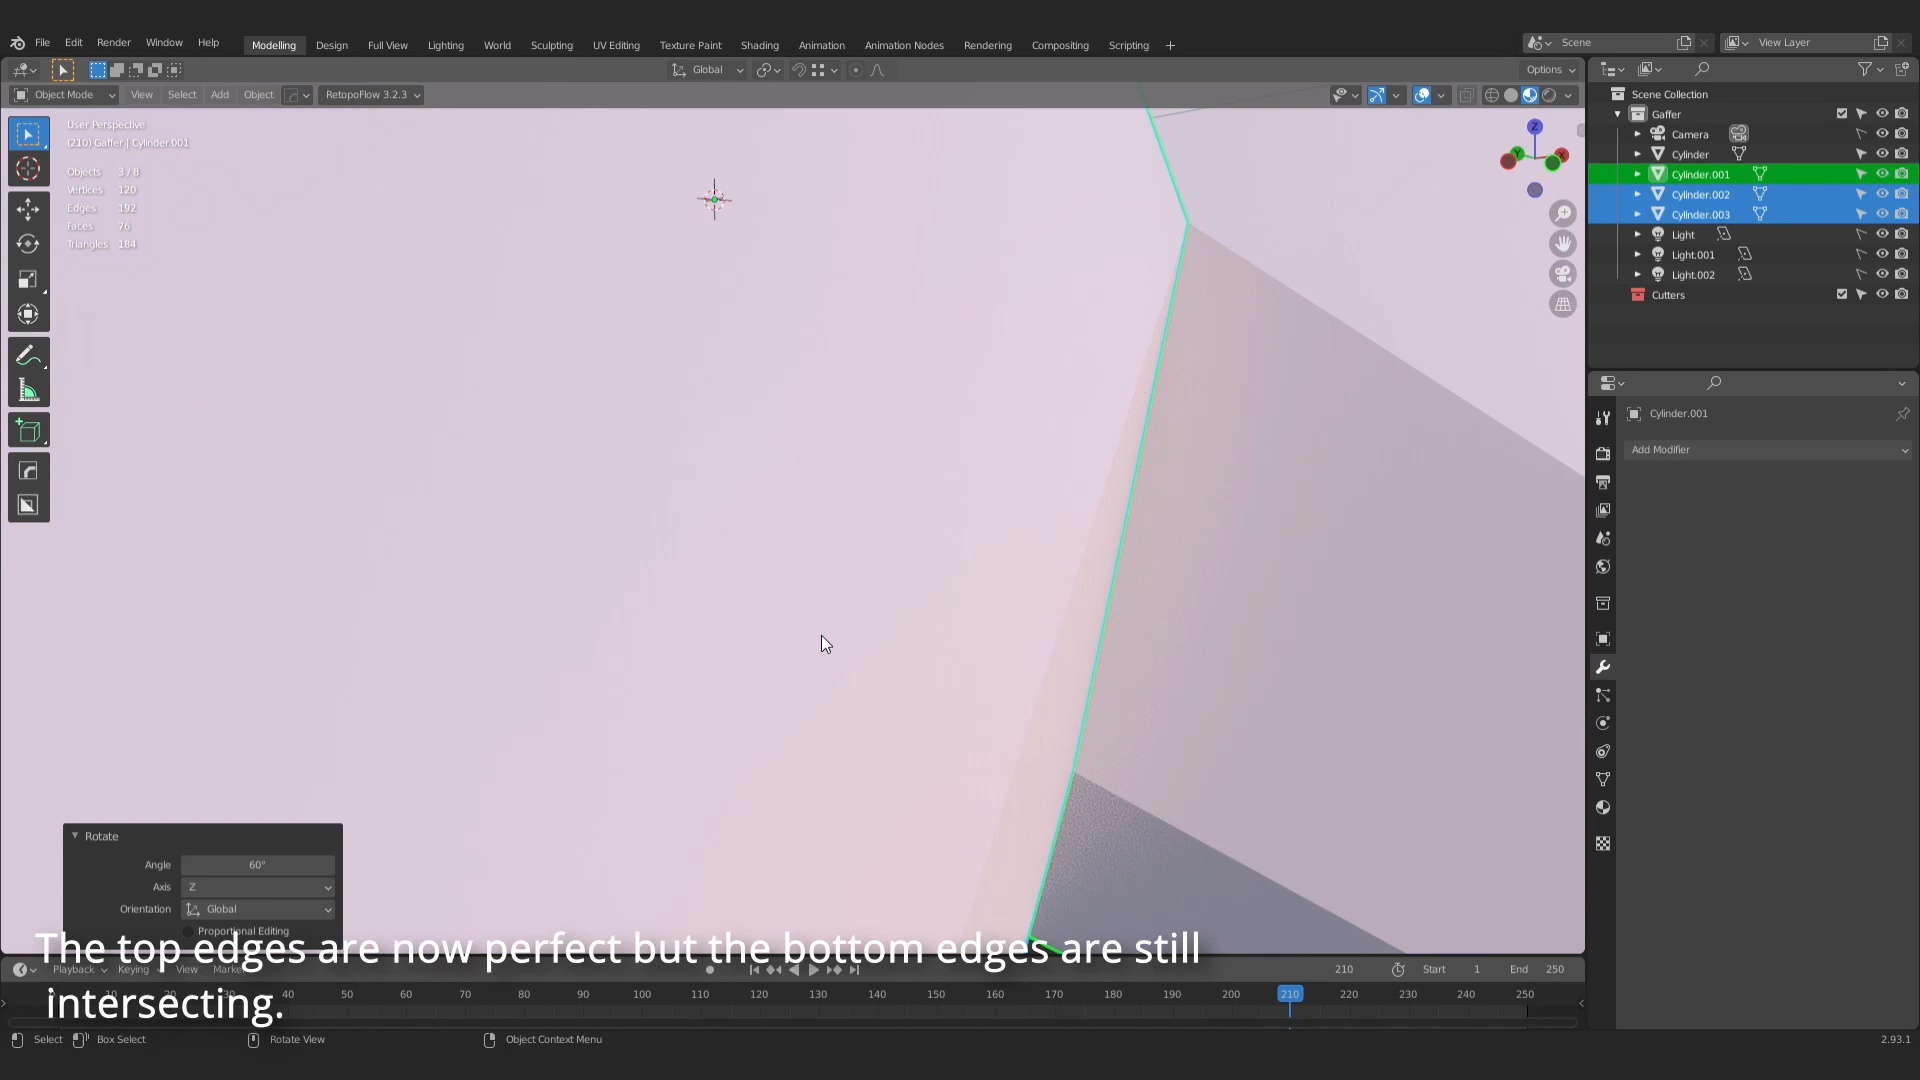 File Edit Render Window Help Modelling Design Full View Lighting World Sculpting UV Editing Texture Paint Shading Animation Animation Nodes Rendering Compositing Scripting Scene View Layer
Global Options
Object Mode View Select Add Object RetopoFlow 3.2.3
User Perspective
(210) Gaffer | Cylinder.001
Objects 3 / 8
Vertices 120
Edges 192
Faces 76
Triangles 184
Z
Y
X
Scene Collection
Gaffer
Camera
Cylinder
Cylinder.001
Cylinder.002
Cylinder.003
Light
Light.001
Light.002
Cutters
Cylinder.001
Add Modifier
Rotate
Angle 60°
Axis Z
Orientation Global
Proportional Editing
The top edges are now perfect but the bottom edges are still
intersecting.
Playback Keying View Marker 210 Start 1 End 250
10 20 30 40 50 60 70 80 90 100 110 120 130 140 150 160 170 180 190 200 210 220 230 240 250
Select Box Select Rotate View Object Context Menu 2.93.1